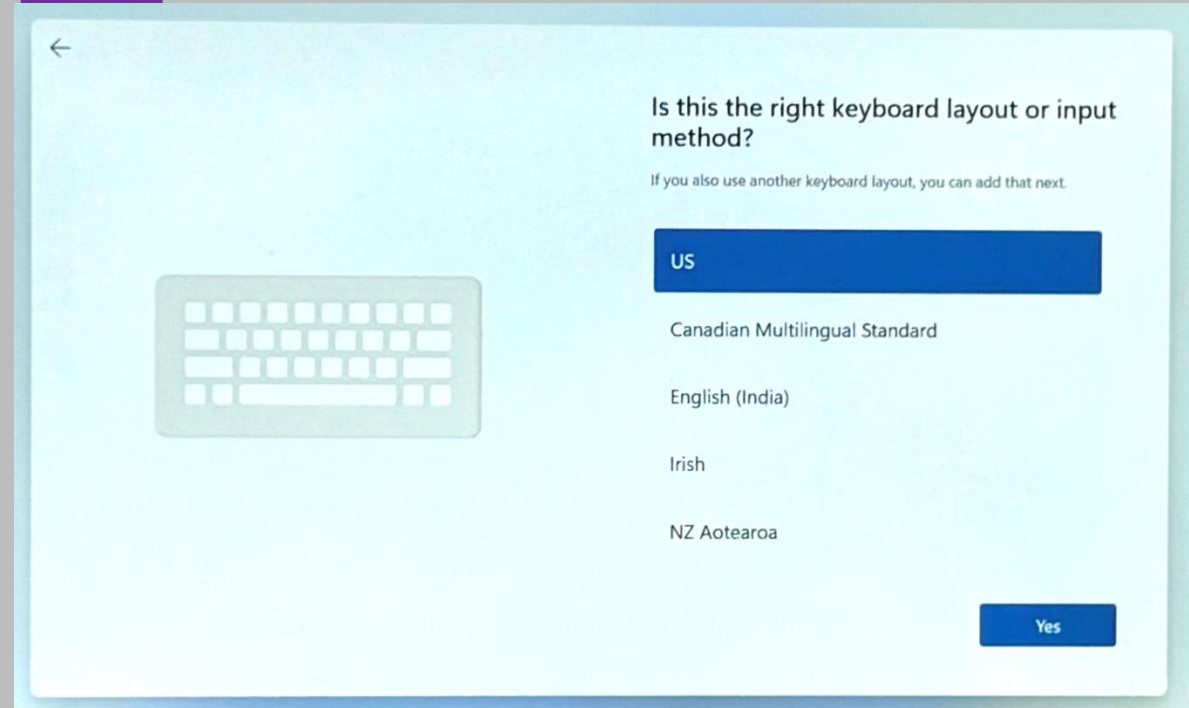 Is this the right keyboard layout or input
method?
If you also use another keyboard layout, you can add that next.
US
Canadian Multilingual Standard
English (India)
Irish
NZ Aotearoa
Yes